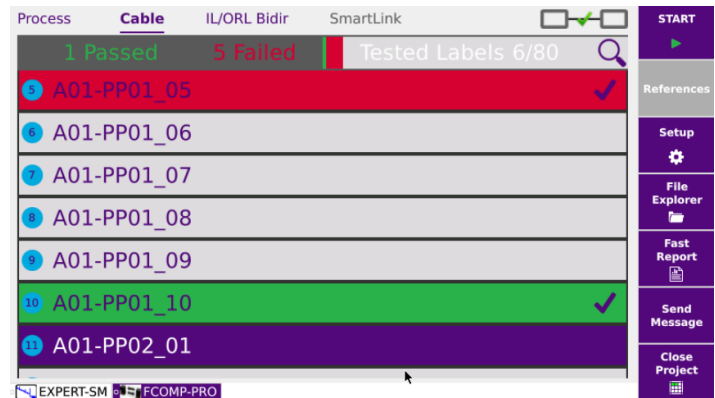 Process Cable IL/ORL Bidir SmartLink
START
1 Passed 5 Failed Tested Labels 6/80
5 A01-PP01_05
References
6 A01-PP01_06
Setup
7 A01-PP01_07
File
Explorer
8 A01-PP01_08
Fast
Report
9 A01-PP01_09
10 A01-PP01_10
Send
Message
11 A01-PP02_01
Close
Project
EXPERT-SM FCOMP-PRO